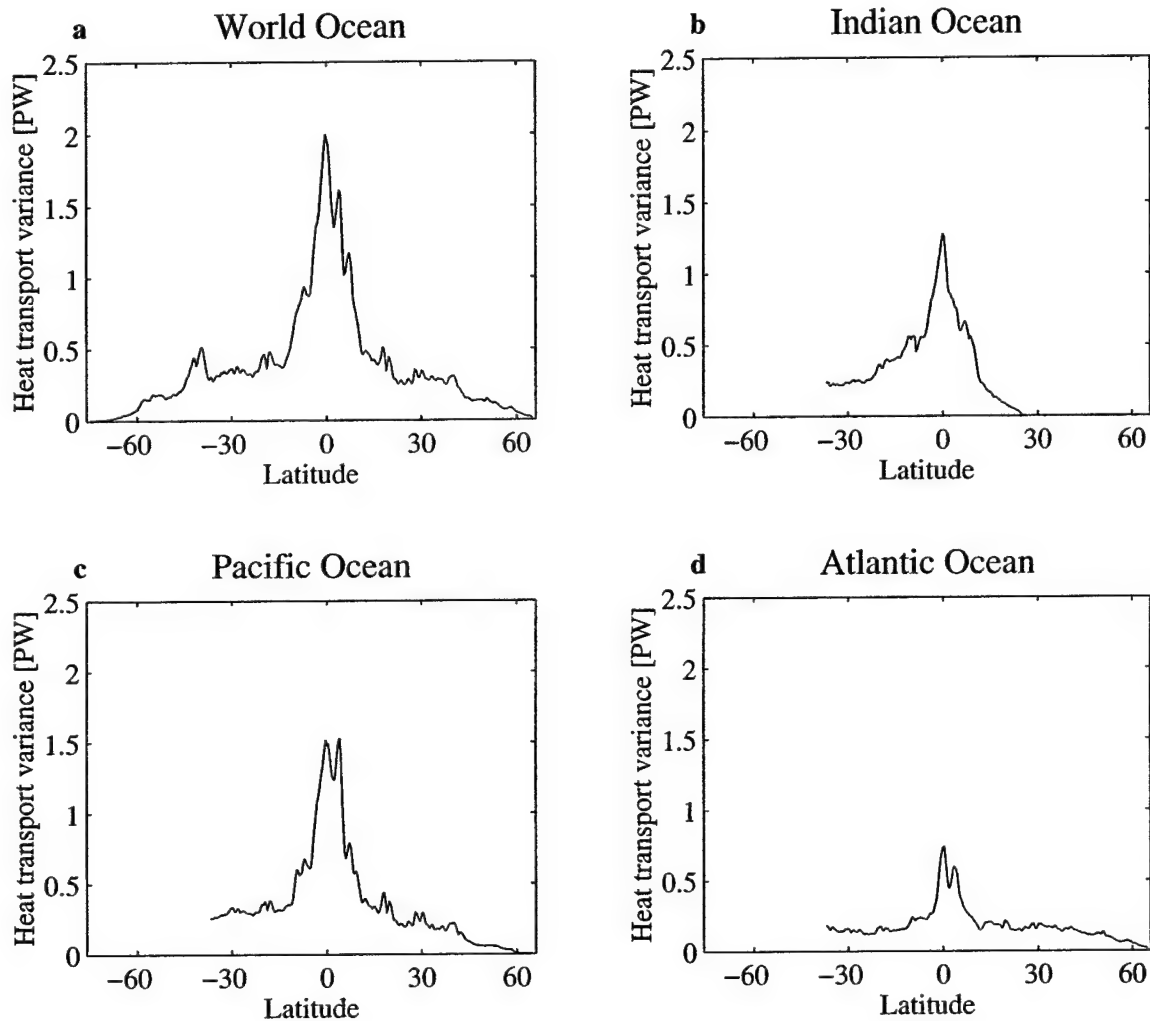 a World Ocean
Heat transport variance [PW]
2.5
2
1.5
1
0.5
0
−60 −30 0 30 60
Latitude
b Indian Ocean
Heat transport variance [PW]
2.5
2
1.5
1
0.5
0
−60 −30 0 30 60
Latitude
c Pacific Ocean
Heat transport variance [PW]
2.5
2
1.5
1
0.5
0
−60 −30 0 30 60
Latitude
d Atlantic Ocean
Heat transport variance [PW]
2.5
2
1.5
1
0.5
0
−60 −30 0 30 60
Latitude